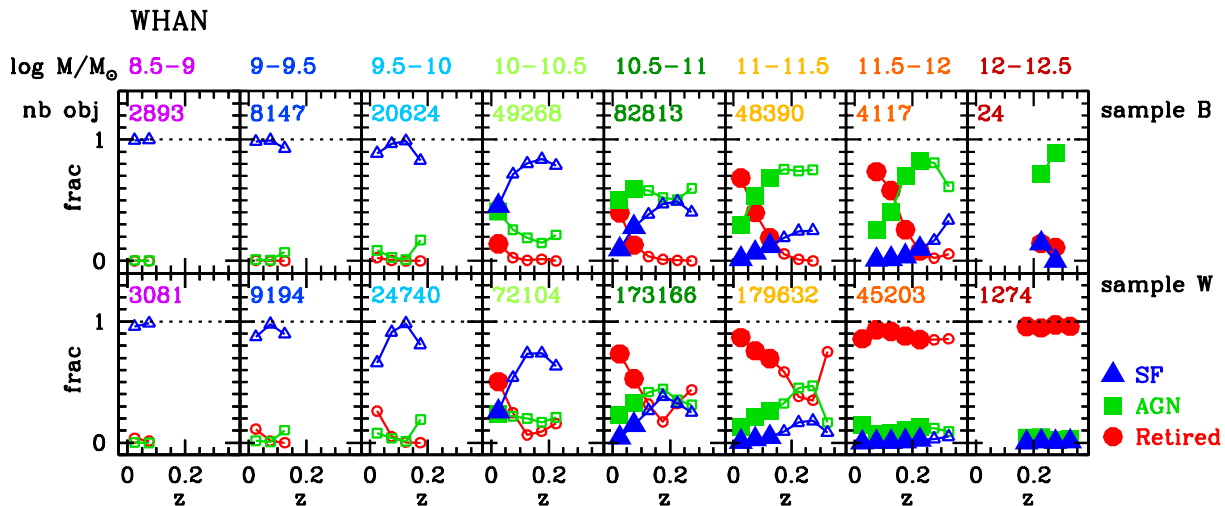 WHAN
log M/M⊙ 8.5-9 9-9.5 9.5-10 10-10.5 10.5-11 11-11.5 11.5-12 12-12.5
nb obj 2893 8147 20624 49268 82813 48390 4117 24 sample B
1
frac
0
3081 9194 24740 72104 173166 179632 45203 1274 sample W
1
frac
0
SF
AGN
Retired
0 0.2 0 0.2 0 0.2 0 0.2 0 0.2 0 0.2 0 0.2 0 0.2
z z z z z z z z